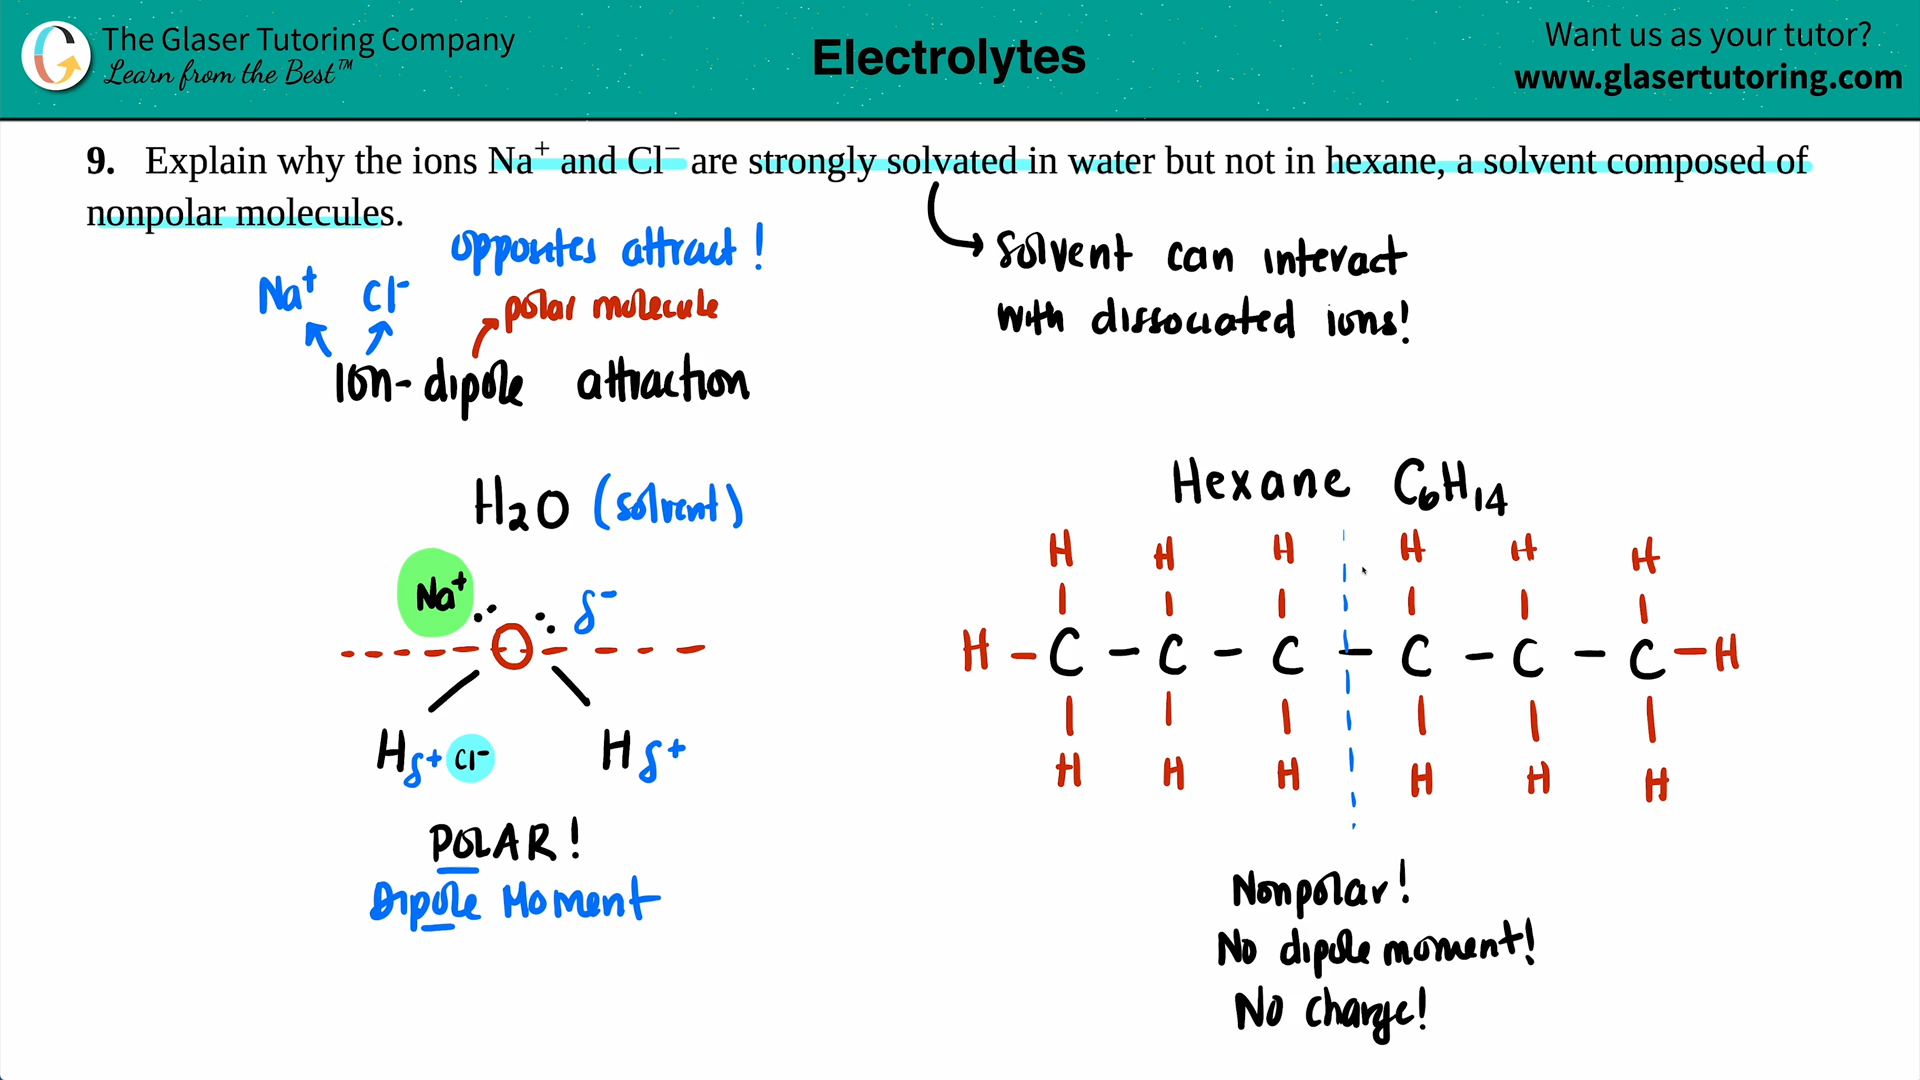 The Glaser Tutoring Company
Learn from the Best™
Electrolytes
Want us as your tutor?
www.glasertutoring.com
9. Explain why the ions Na⁺ and Cl⁻ are strongly solvated in water but not in hexane, a solvent composed of
nonpolar molecules.
opposites attract!
Na⁺ Cl⁻
polar molecule
Ion-dipole attraction
solvent can interact
with dissociated ions!
H₂O (solvent)
Na⁺
δ⁻
O
H δ+ Cl⁻ H δ+
POLAR!
Dipole Moment
Hexane C₆H₁₄
H H H H H H
H - C - C - C - C - C - C - H
H H H H H H
Nonpolar!
No dipole moment!
No charge!